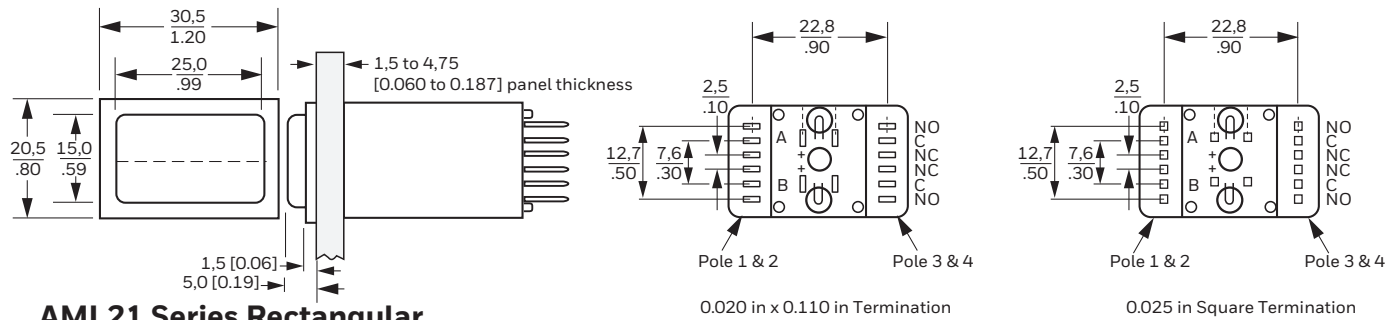 30,5
1.20
25,0
.99
20,5
.80
15,0
.59
1,5 to 4,75
[0.060 to 0.187] panel thickness
1,5 [0.06]
5,0 [0.19]
AML21 Series Rectangular
22,8
.90
2,5
.10
12,7
.50
7,6
.30
A
+
+
B
NO
C
NC
NC
C
NO
Pole 1 & 2
Pole 3 & 4
0.020 in x 0.110 in Termination
22,8
.90
2,5
.10
12,7
.50
7,6
.30
A
+
+
B
NO
C
NC
NC
C
NO
Pole 1 & 2
Pole 3 & 4
0.025 in Square Termination